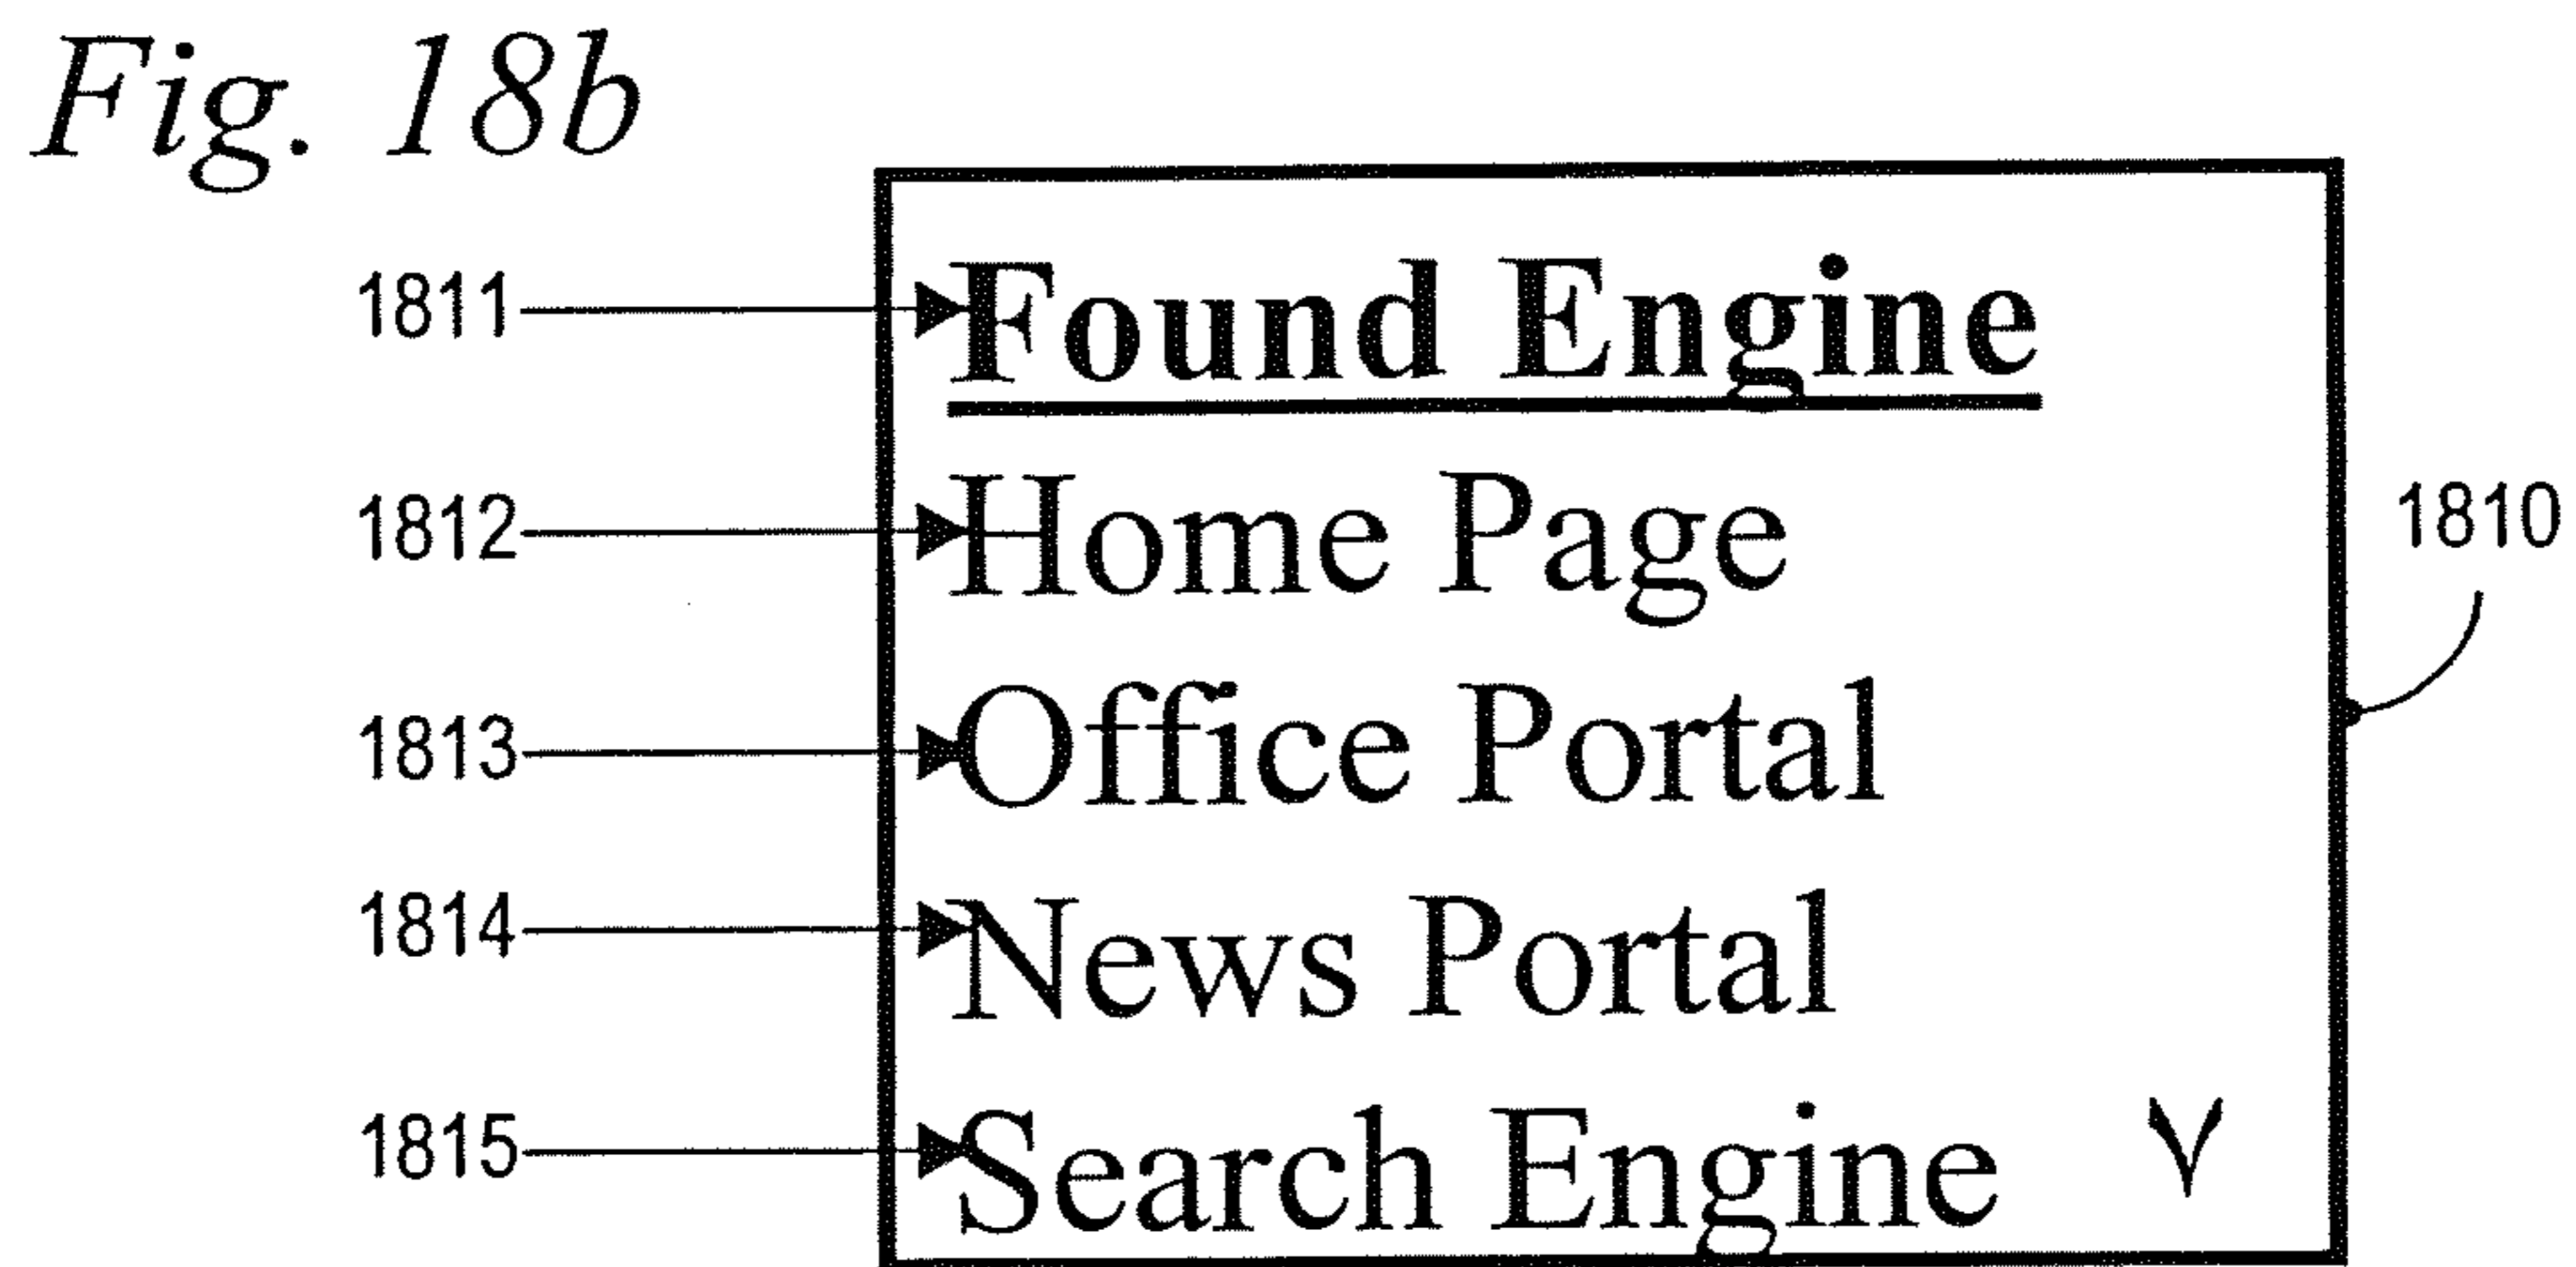 Fig. 18b
1811 Found Engine
1812 Home Page
1810
1813 Office Portal
1814 News Portal
1815 Search Engine